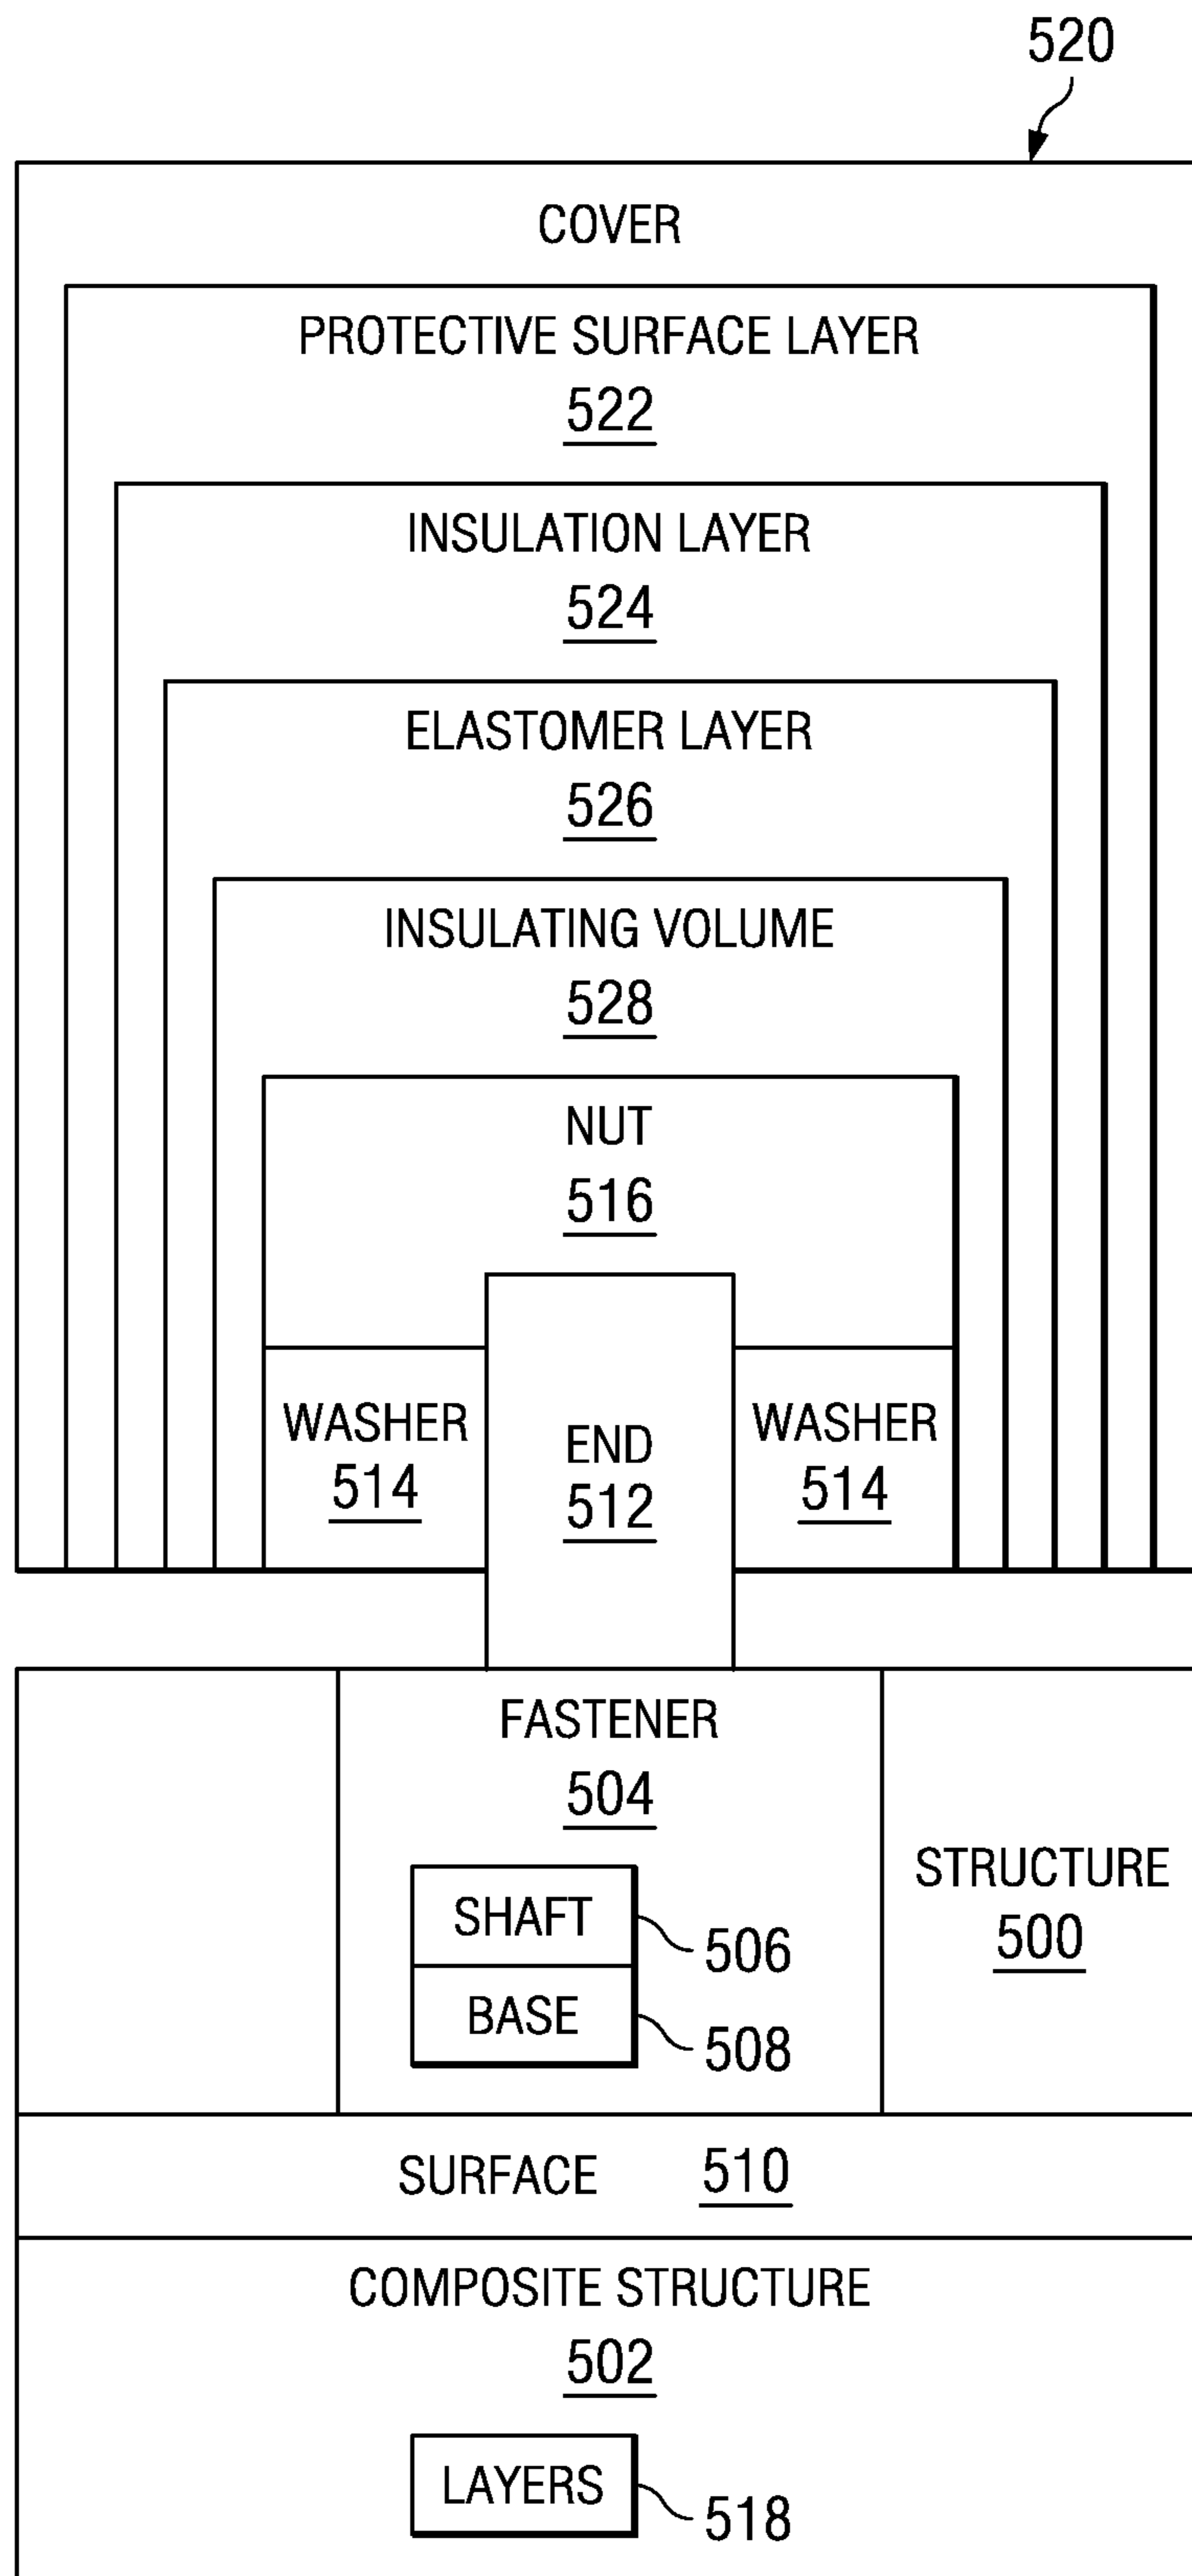 520
COVER
PROTECTIVE SURFACE LAYER
522
INSULATION LAYER
524
ELASTOMER LAYER
526
INSULATING VOLUME
528
NUT
516
WASHER
514
END
512
WASHER
514
FASTENER
504
SHAFT
506
BASE
508
STRUCTURE
500
SURFACE 510
COMPOSITE STRUCTURE
502
LAYERS
518